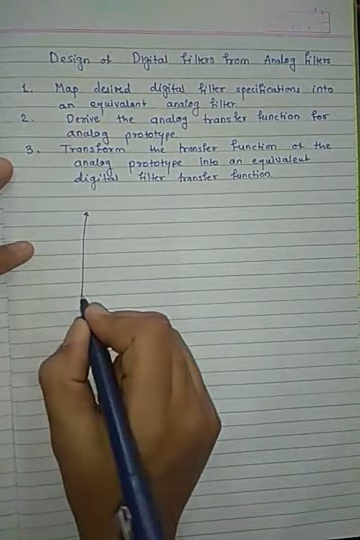 Design of Digital Filters from Analog filters
1. Map desired digital filter specifications into
an equivalent analog filter.
2. Derive the analog transfer function for
analog prototype.
3. Transform the transfer function of the
analog prototype into an equivalent
digital filter transfer function.